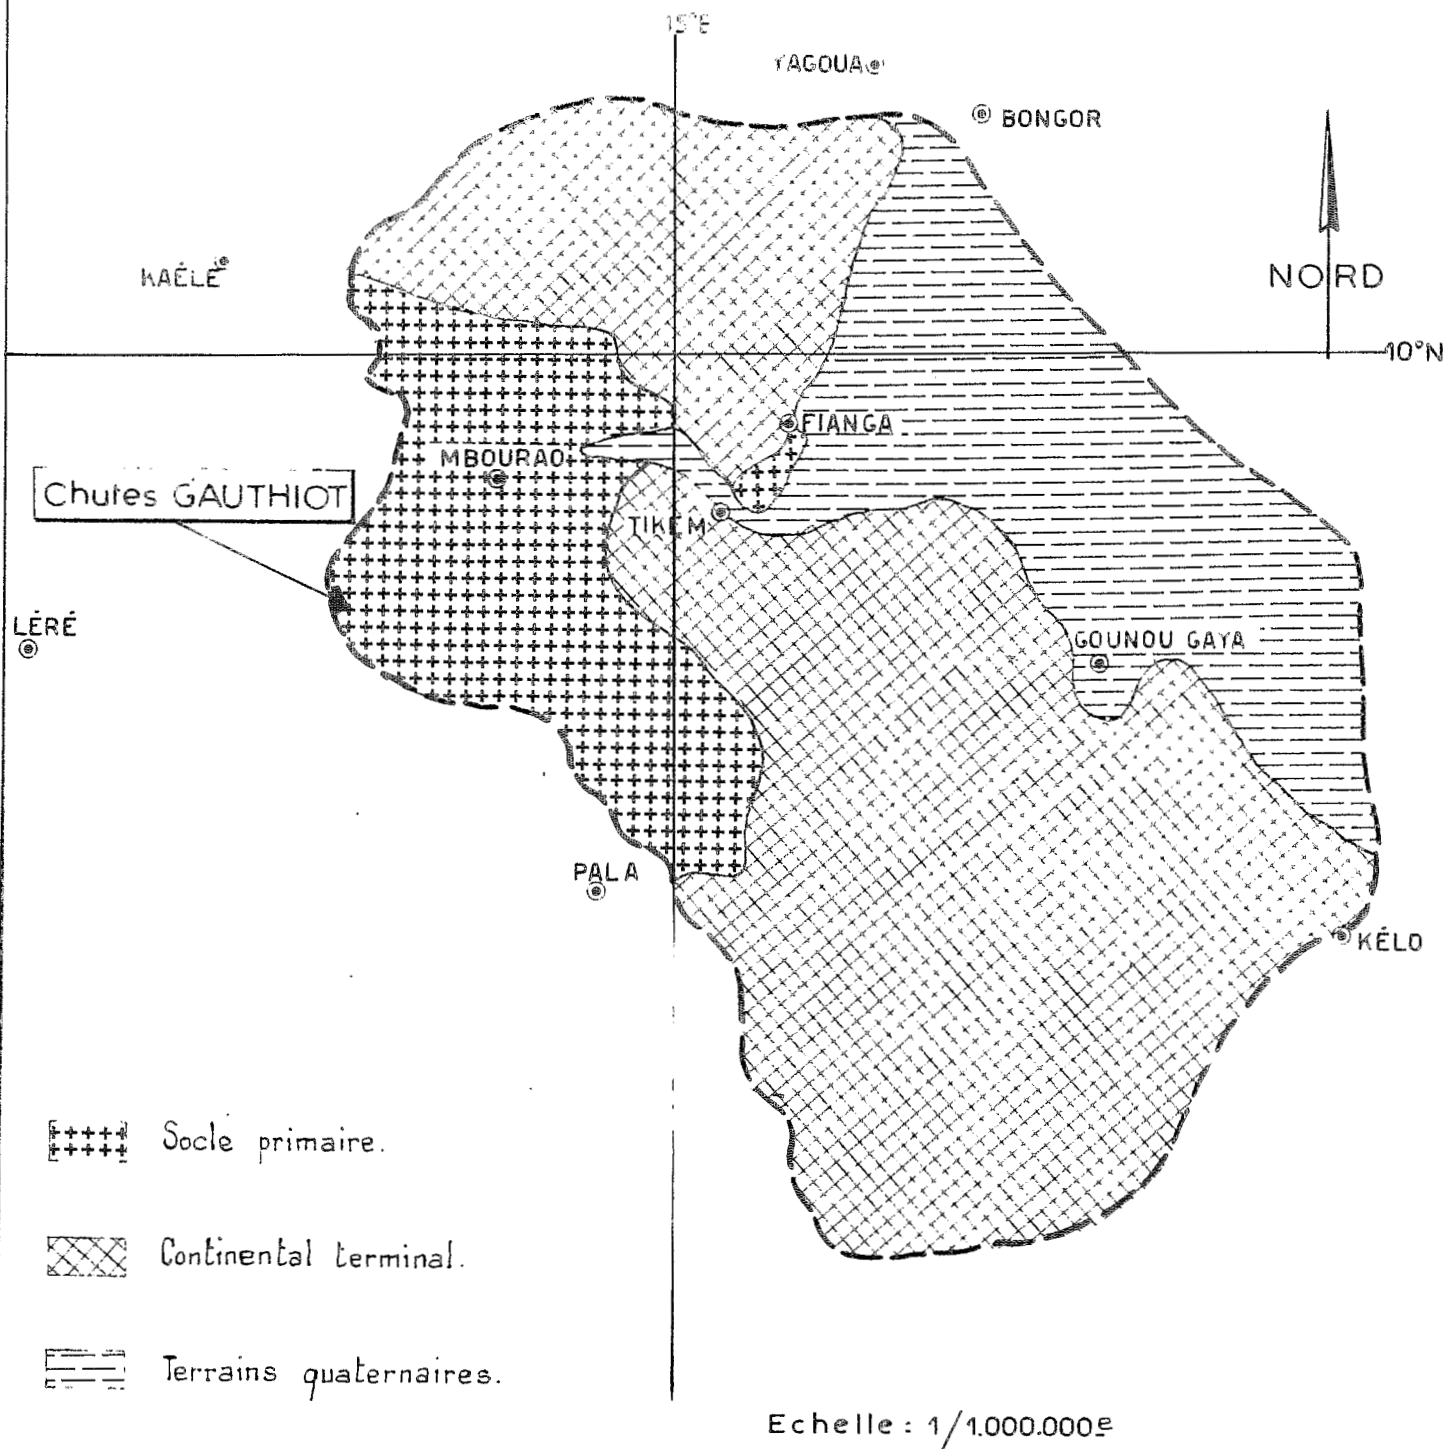 15°E
YAGOUA
BONGOR
KAÉLÉ
NORD
10°N
FIANGA
MBOURAO
Chutes GAUTHIOT
TIKEM
LÉRÉ
GOUNOU GAYA
PALA
KÉLO
Socle primaire.
Continental terminal.
Terrains quaternaires.
Echelle : 1/1.000.000e